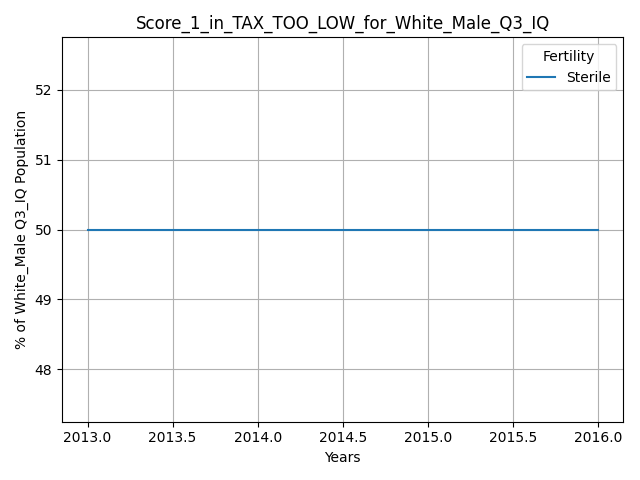 Score_1_in_TAX_TOO_LOW_for_White_Male_Q3_IQ
Fertility
Sterile
% of White_Male Q3_IQ Population
52
51
50
49
48
2013.0 2013.5 2014.0 2014.5 2015.0 2015.5 2016.0
Years